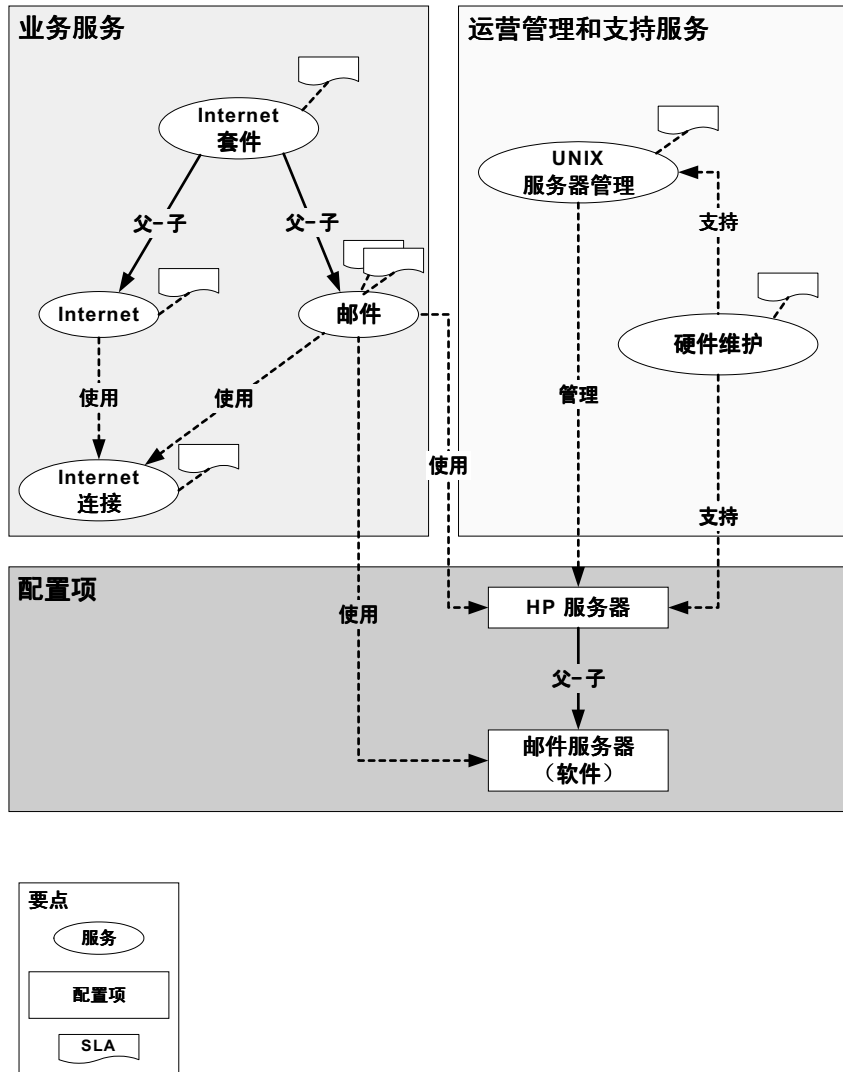 业务服务
运营管理和支持服务
Internet
套件
UNIX
服务器管理
父-子
父-子
支持
Internet
邮件
硬件维护
使用
使用
管理
使用
Internet
连接
支持
配置项
使用
HP 服务器
父-子
邮件服务器
（软件）
要点
服务
配置项
SLA